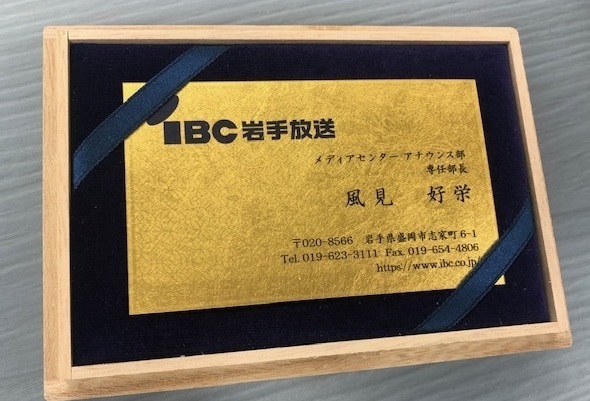 IBC岩手放送
メディアセンター アナウンス部
専任部長
風見 好栄
〒020-8566 岩手県盛岡市志家町6-1
Tel. 019-623-3111 Fax. 019-654-4806
https://www.ibc.co.jp/